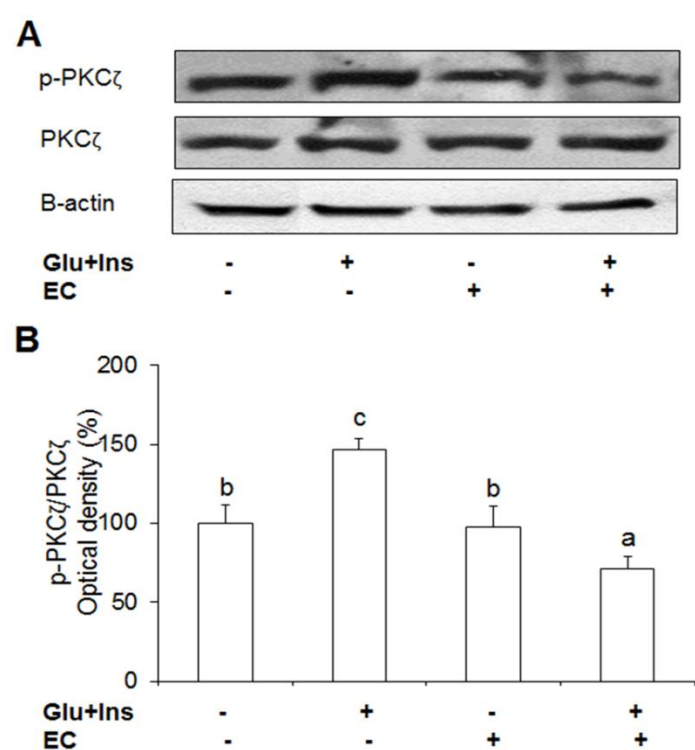 A
p-PKCζ
PKCζ
B-actin
Glu+Ins - + - +
EC - - + +
B
p-PKCζ/PKCζ
Optical density (%)
200
150
100
50
0
b
c
b
a
Glu+Ins - + - +
EC - - + +